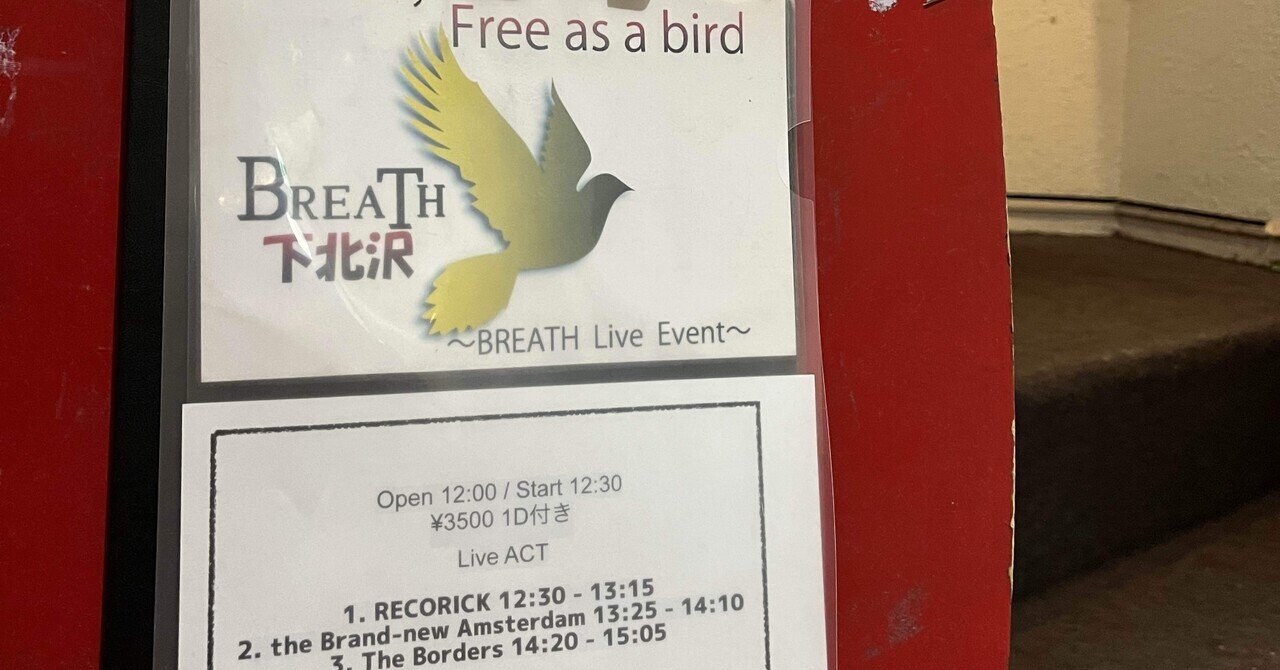 Free as a bird
BREATH
下北沢
～BREATH Live Event～
Open 12:00 / Start 12:30
¥3500 1D付き
Live ACT
1. RECORICK 12:30 - 13:15
2. the Brand-new Amsterdam 13:25 - 14:10
3. The Borders 14:20 - 15:05